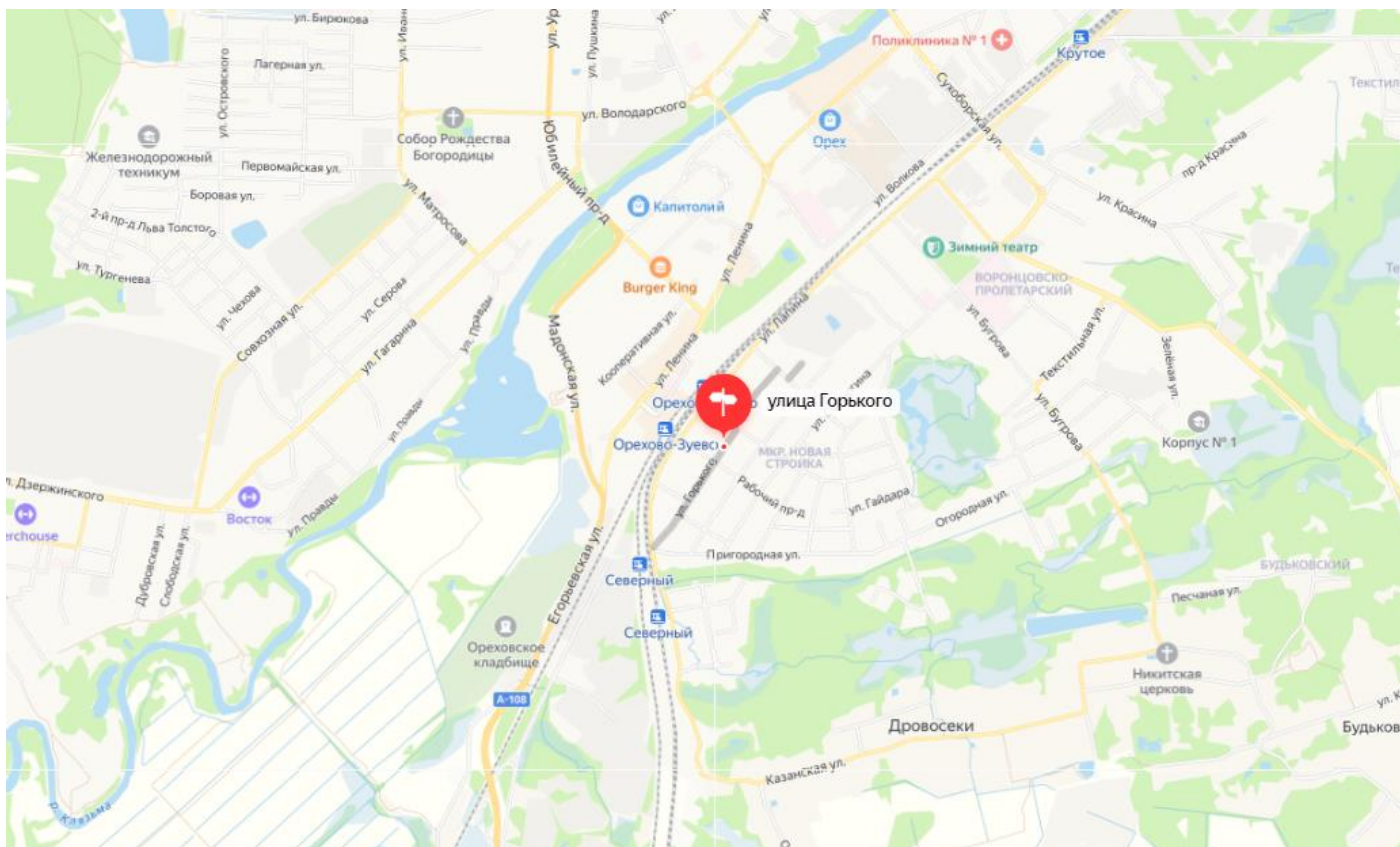 ул. Бирюкова
ул. Иван
ул. Ур
ул. Пушкина
Поликлиника № 1
Крутое
Лагерная ул.
ул. Островского
Сухоборская ул.
Текстил
ул. Володарского
Собор Рождества
Богородицы
Юбилейный пр-д
Орех
Железнодорожный
техникум
Первомайская ул.
ул. Волкова
пр-д Красина
Боровая ул.
ул. Матросова
Капитолий
ул. Красина
2-й пр-д Льва Толстого
ул. Ленина
Зимний театр
ул. Тургенева
Burger King
ВОРОНЦОВСКО-
ПРОЛЕТАРСКИЙ
ул. Чехова
ул. Серова
ул. Правды
ул. Лапина
ул. Бугрова
Совхозная ул.
ул. Гагарина
Мадонская ул.
Кооперативная ул.
ул. Ленина
Текстильная ул.
Зелёная ул.
улица Горького
ул. Правды
Орехово-Зуево
МКР. НОВАЯ
СТРОЙКА
ул. Бугрова
Корпус № 1
ул. Дзержинского
Восток
erchouse
ул. Правды
ул. Горького
Рабочий пр-д
ул. Гайдара
Огородная ул.
Дубровская ул.
Слободская ул.
Егорьевская ул.
Пригородная ул.
Северный
БУДЬКОВСКИЙ
Песчаная ул.
Северный
Ореховское
кладбище
Никитская
церковь
А-108
Дровосеки
Будьков
Казанская ул.
р. Клязьма